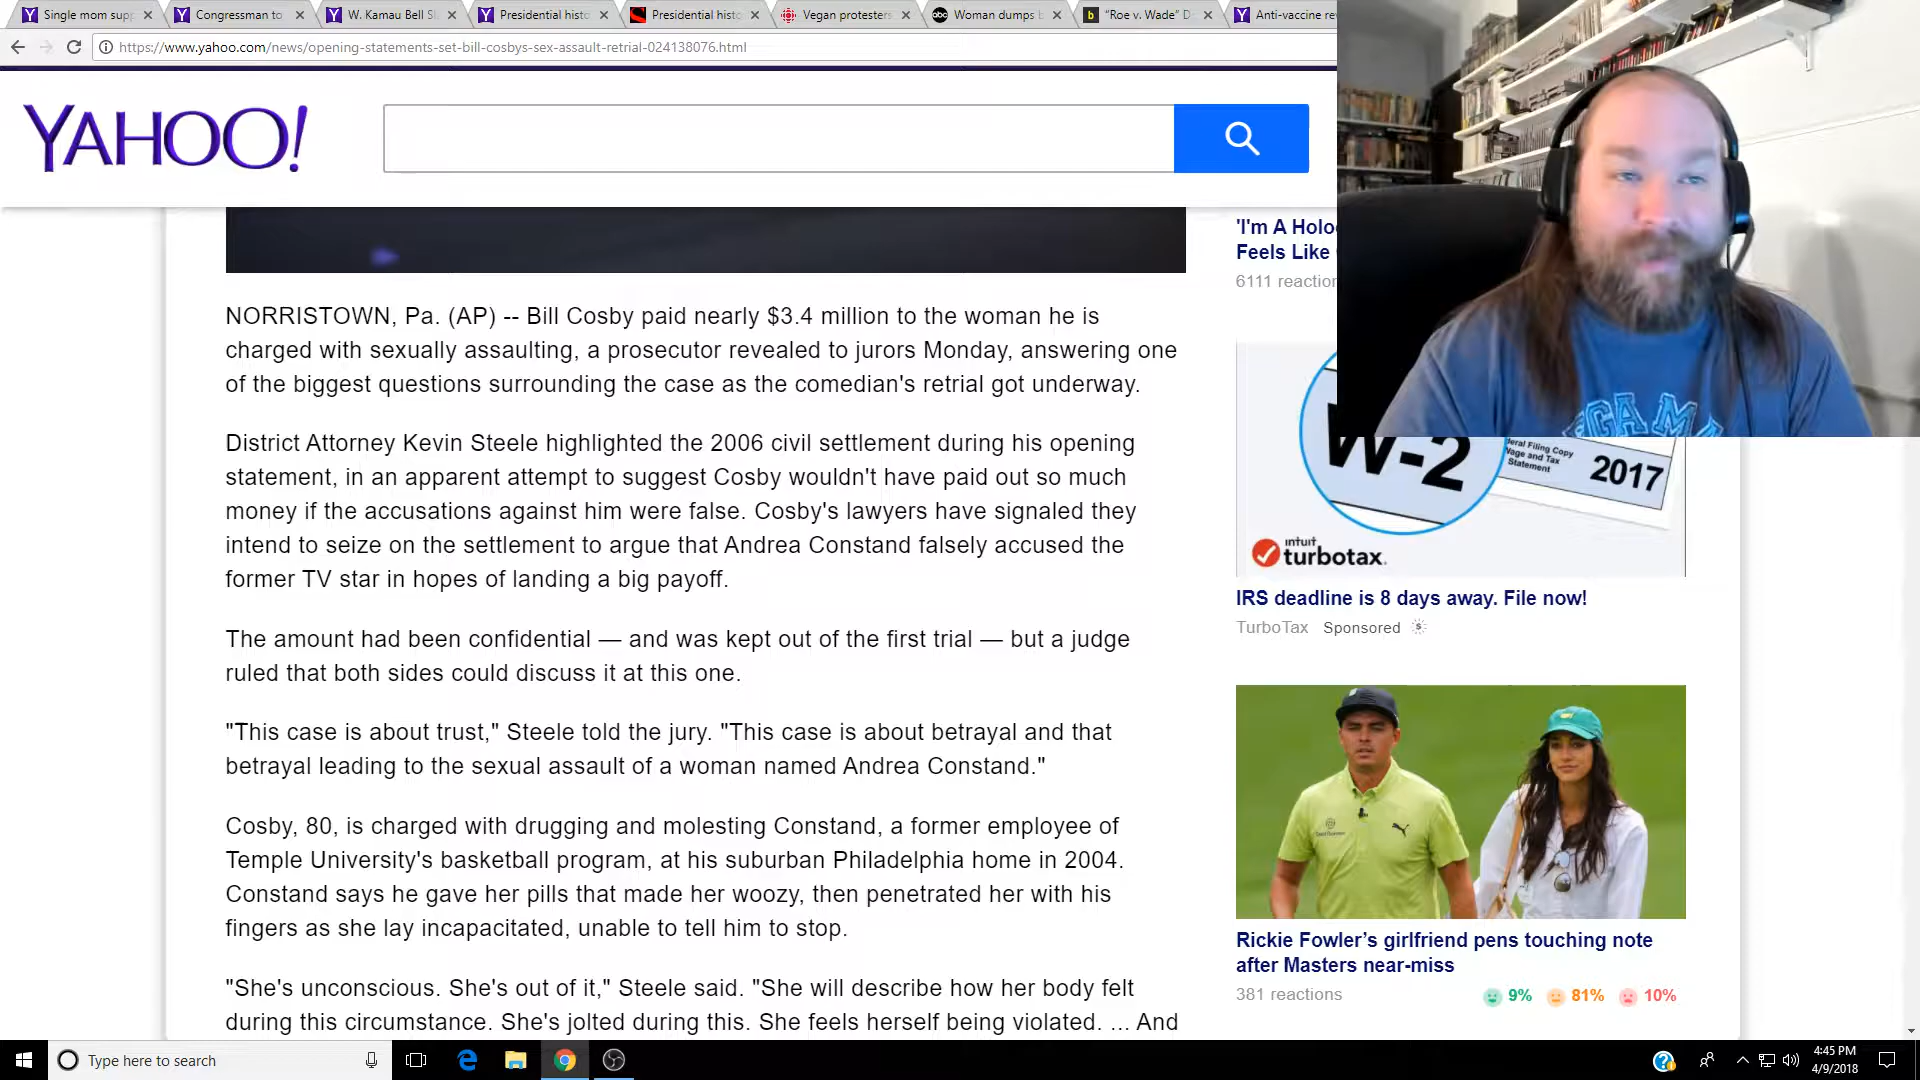 Single mom sup
Congressman to
W. Kamau Bell Sl
Presidential histo
Presidential histo
Vegan protesters
abc Woman dumps b
b "Roe v. Wade" D
Anti-vaccine re
https://www.yahoo.com/news/opening-statements-set-bill-cosbys-sex-assault-retrial-024138076.html
YAHOO!
NORRISTOWN, Pa. (AP) -- Bill Cosby paid nearly $3.4 million to the woman he is
charged with sexually assaulting, a prosecutor revealed to jurors Monday, answering one
of the biggest questions surrounding the case as the comedian's retrial got underway.
District Attorney Kevin Steele highlighted the 2006 civil settlement during his opening
statement, in an apparent attempt to suggest Cosby wouldn't have paid out so much
money if the accusations against him were false. Cosby's lawyers have signaled they
intend to seize on the settlement to argue that Andrea Constand falsely accused the
former TV star in hopes of landing a big payoff.
The amount had been confidential — and was kept out of the first trial — but a judge
ruled that both sides could discuss it at this one.
"This case is about trust," Steele told the jury. "This case is about betrayal and that
betrayal leading to the sexual assault of a woman named Andrea Constand."
Cosby, 80, is charged with drugging and molesting Constand, a former employee of
Temple University's basketball program, at his suburban Philadelphia home in 2004.
Constand says he gave her pills that made her woozy, then penetrated her with his
fingers as she lay incapacitated, unable to tell him to stop.
"She's unconscious. She's out of it," Steele said. "She will describe how her body felt
during this circumstance. She's jolted during this. She feels herself being violated. ... And
'I'm A Holo
Feels Like
6111 reaction
GAM
W-2
eral Filing Copy
Wage and Tax
Statement
2017
intuit
turbotax.
IRS deadline is 8 days away. File now!
TurboTax Sponsored
Rickie Fowler's girlfriend pens touching note
after Masters near-miss
381 reactions
9% 81% 10%
Type here to search
4:45 PM
4/9/2018